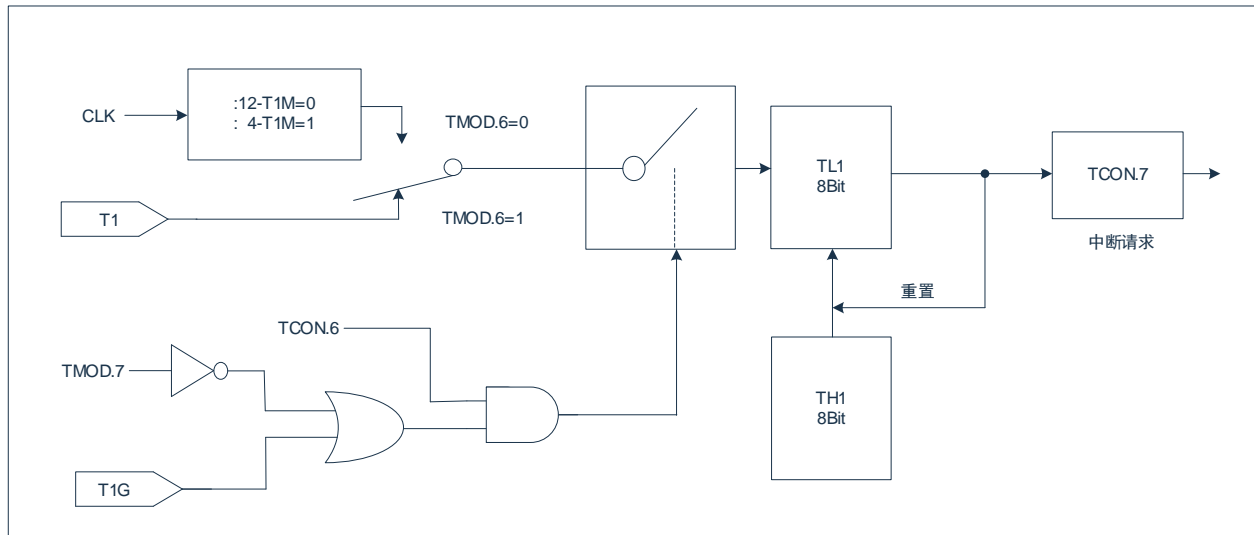 CLK
:12-T1M=0
: 4-T1M=1
TMOD.6=0
T1
TMOD.6=1
TL1
8Bit
TCON.7
中断请求
重置
TCON.6
TMOD.7
TH1
8Bit
T1G